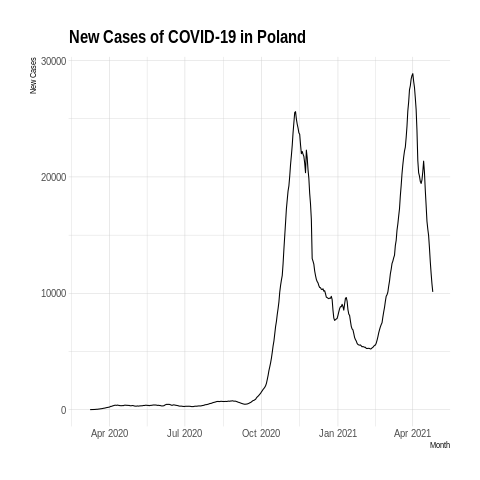 New Cases of COVID-19 in Poland
New Cases
30000
20000
10000
0
Apr 2020 Jul 2020 Oct 2020 Jan 2021 Apr 2021
Month